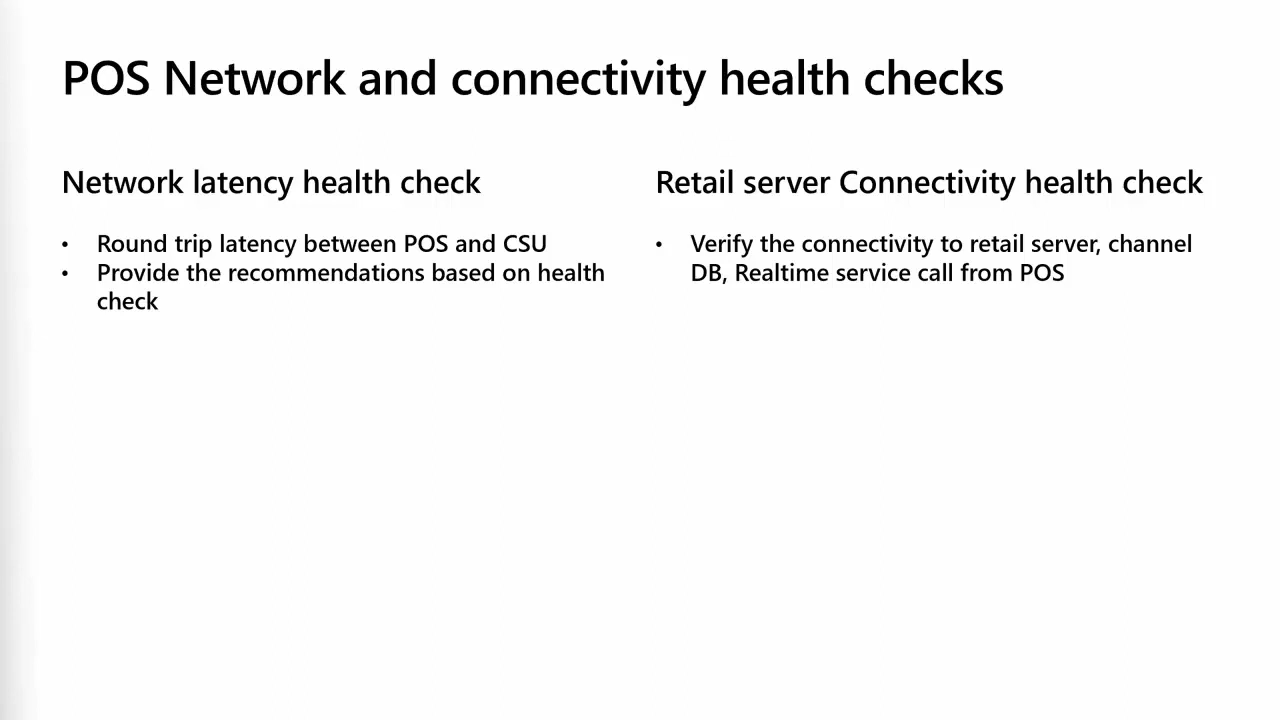 POS Network and connectivity health checks
Network latency health check
• Round trip latency between POS and CSU
• Provide the recommendations based on health
check
Retail server Connectivity health check
• Verify the connectivity to retail server, channel
DB, Realtime service call from POS